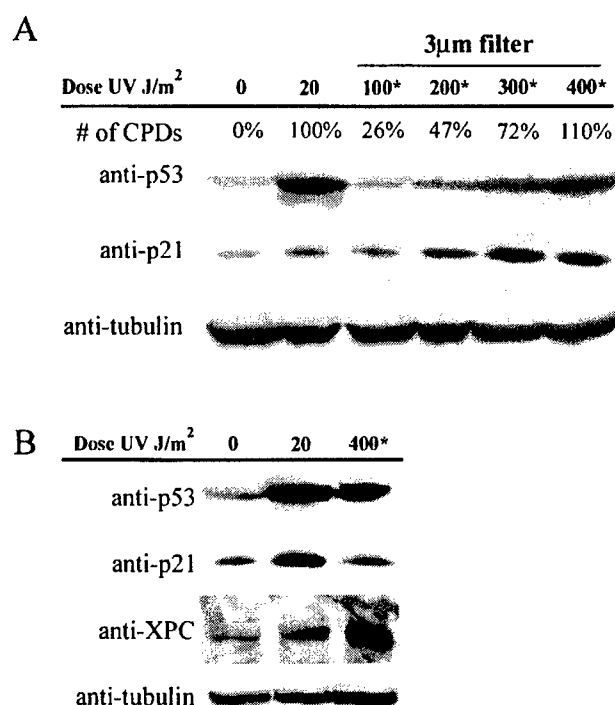 A
3µm filter
Dose UV J/m² 0 20 100* 200* 300* 400*
# of CPDs 0% 100% 26% 47% 72% 110%
anti-p53
anti-p21
anti-tubulin
B
Dose UV J/m² 0 20 400*
anti-p53
anti-p21
anti-XPC
anti-tubulin